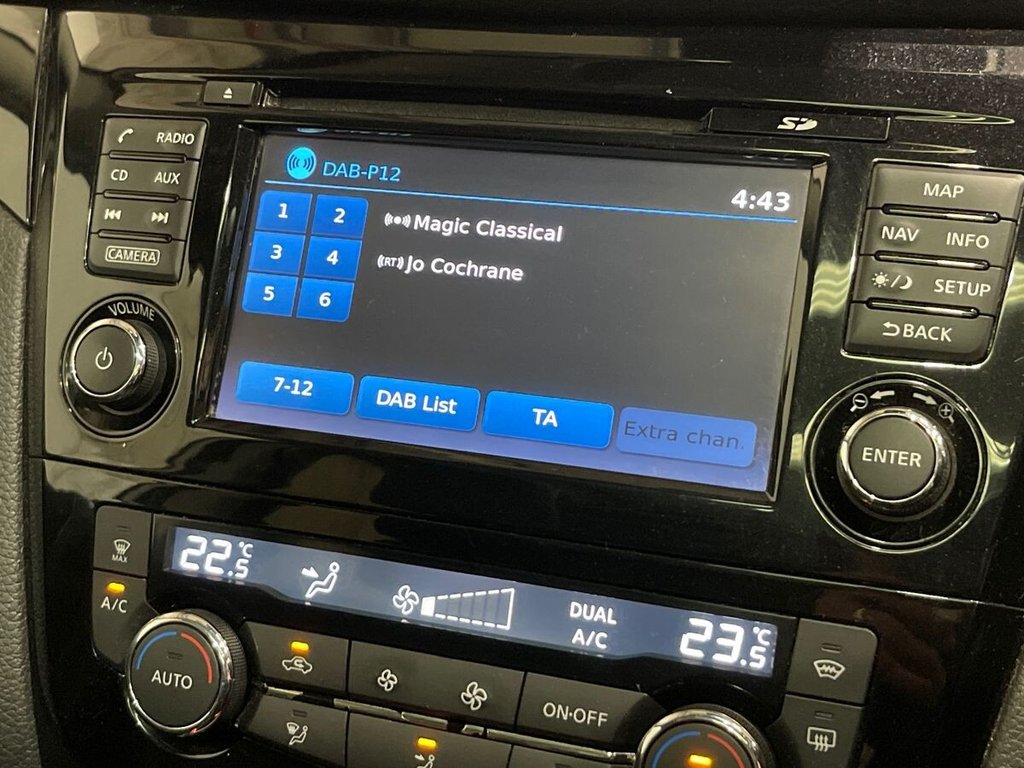 RADIO
CD AUX
CAMERA
VOLUME
DAB-P12
4:43
1 2
3 4
5 6
Magic Classical
(RT) Jo Cochrane
7-12 DAB List TA Extra chan.
SD
MAP
NAV INFO
SETUP
BACK
ENTER
MAX
A/C
22.5°C
DUAL
A/C
23.5°C
AUTO
ON·OFF